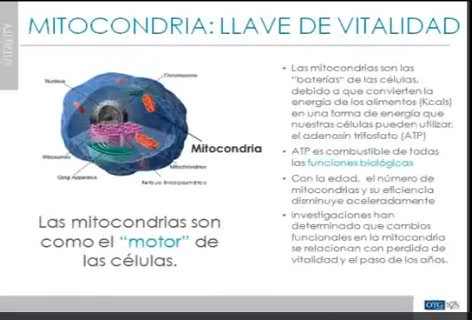 MITOCONDRIA: LLAVE DE VITALIDAD
Nucleus
Chromosome
Mitocondria
Ribosomes
Mitochondrion
Golgi Apparatus
Las mitocondrias son
como el "motor" de
las células.
• Las mitocondrias son las
"baterías" de las células,
debido a que convierten la
energía de los alimentos (Kcals)
en una forma de energía que
nuestras células pueden utilizar,
el adenosin trifosfato (ATP)
• ATP es combustible de todas
las funciones biológicas
• Con la edad, el número de
mitocondrias y su eficiencia
disminuye aceleradamente
• Investigaciones han
determinado que cambios
funcionales en la mitocondria
se relacionan con perdida de
vitalidad y el paso de los años.
OTG